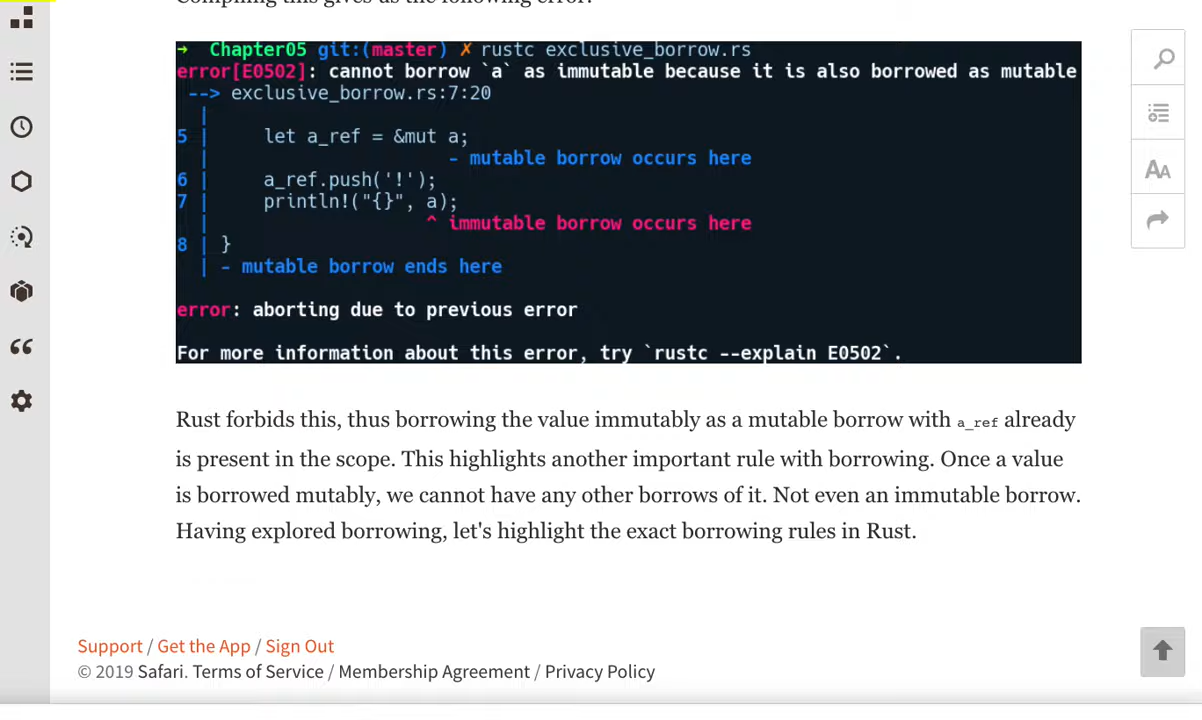 Compiling this gives us the following error:
→ Chapter05 git:(master) ✗ rustc exclusive_borrow.rs
error[E0502]: cannot borrow `a` as immutable because it is also borrowed as mutable
--> exclusive_borrow.rs:7:20
|
5 | let a_ref = &mut a;
| - mutable borrow occurs here
6 | a_ref.push('!');
7 | println!("{}", a);
| ^ immutable borrow occurs here
8 | }
| - mutable borrow ends here
error: aborting due to previous error
For more information about this error, try `rustc --explain E0502`.
Rust forbids this, thus borrowing the value immutably as a mutable borrow with a_ref already
is present in the scope. This highlights another important rule with borrowing. Once a value
is borrowed mutably, we cannot have any other borrows of it. Not even an immutable borrow.
Having explored borrowing, let's highlight the exact borrowing rules in Rust.
Support / Get the App / Sign Out
© 2019 Safari. Terms of Service / Membership Agreement / Privacy Policy
AA